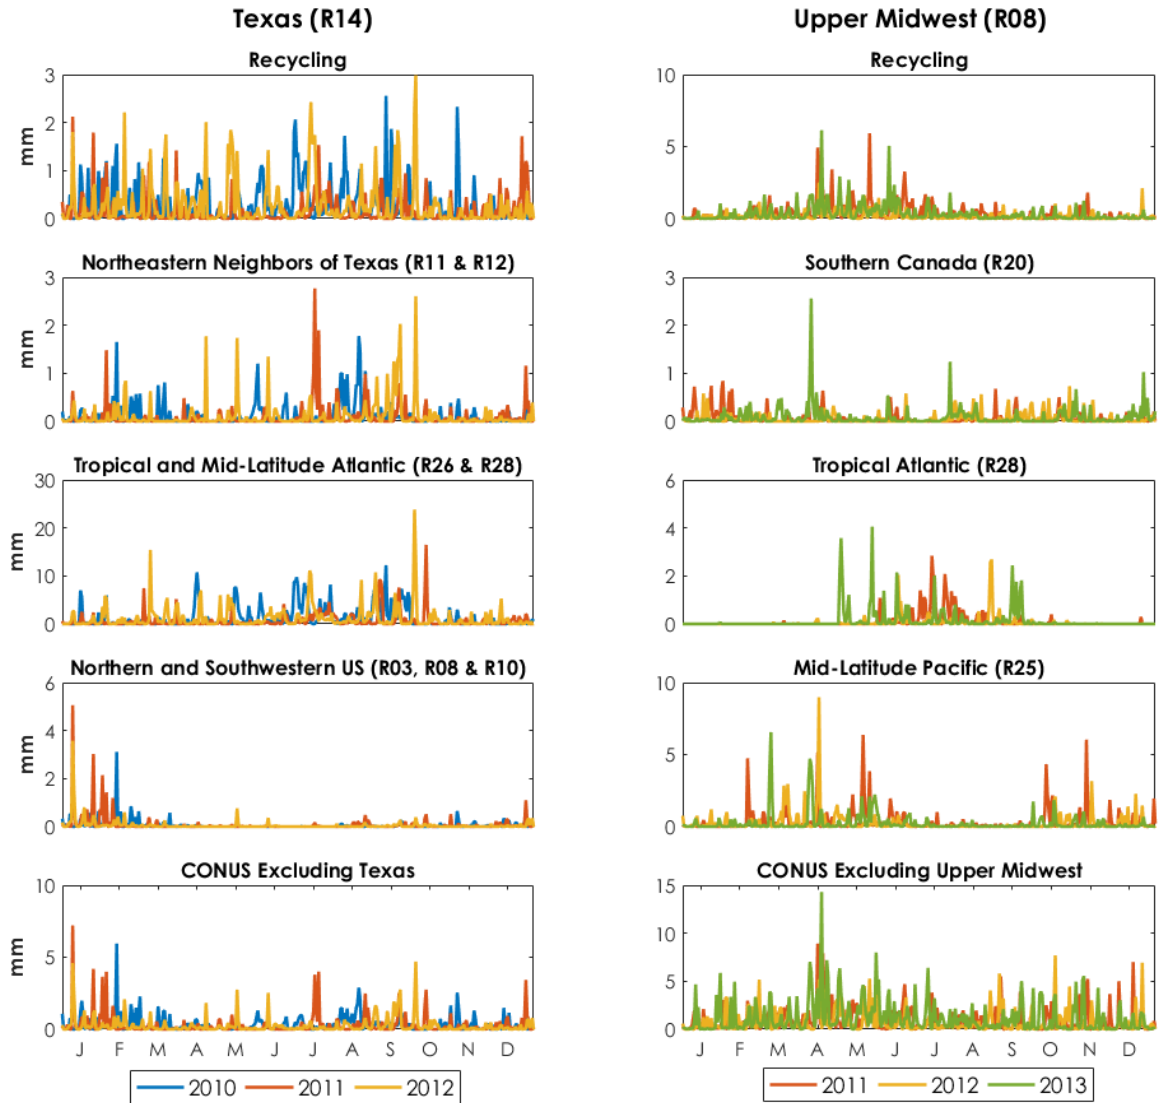 Texas (R14)
Recycling
mm
3
2
1
0
Northeastern Neighbors of Texas (R11 & R12)
mm
3
2
1
0
Tropical and Mid-Latitude Atlantic (R26 & R28)
mm
30
20
10
0
Northern and Southwestern US (R03, R08 & R10)
mm
6
4
2
0
CONUS Excluding Texas
mm
10
5
0
J F M A M J J A S O N D
2010 2011 2012
Upper Midwest (R08)
Recycling
10
5
0
Southern Canada (R20)
3
2
1
0
Tropical Atlantic (R28)
6
4
2
0
Mid-Latitude Pacific (R25)
10
5
0
CONUS Excluding Upper Midwest
15
10
5
0
J F M A M J J A S O N D
2011 2012 2013